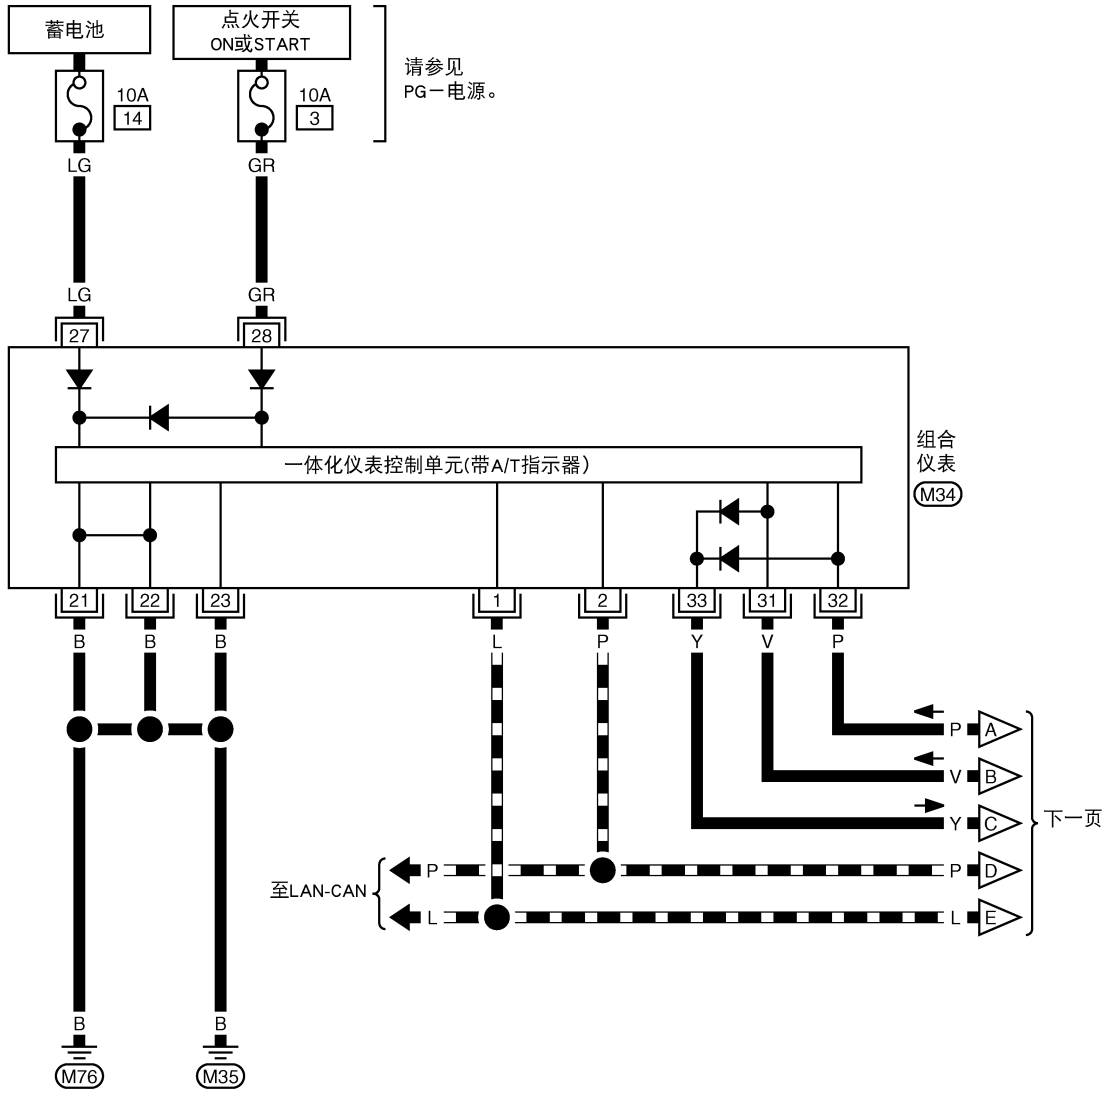 蓄电池
点火开关
ON或START
请参见
PG－电源。
10A
14
10A
3
LG
GR
LG
GR
27
28
一体化仪表控制单元(带A/T指示器)
组合
仪表
M34
21
22
23
1
2
33
31
32
B
B
B
L
P
Y
V
P
P
A
V
B
Y
C
下一页
至LAN-CAN
P
P
D
L
L
E
B
B
M76
M35